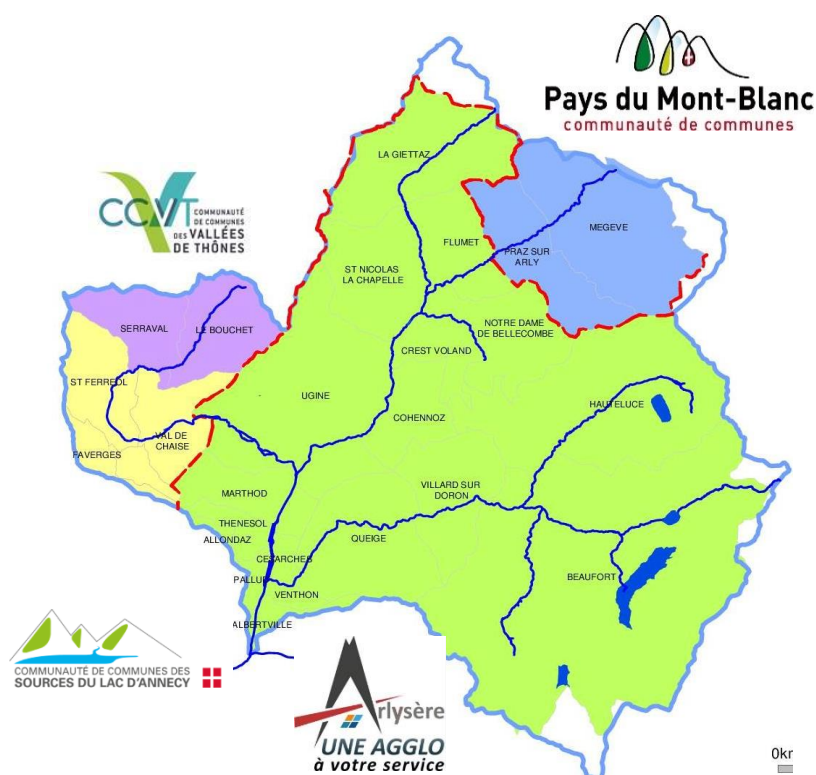 Pays du Mont-Blanc
communauté de communes
LA GIETTAZ
CCVT
COMMUNAUTÉ
DE COMMUNES
DES VALLÉES
DE THÔNES
MEGEVE
FLUMET
PRAZ SUR
ARLY
ST NICOLAS
LA CHAPELLE
SERRAVAL
LE BOUCHET
NOTRE DAME
DE BELLECOMBE
CREST VOLAND
ST FERREOL
UGINE
HAUTELUCE
COHENNOZ
VAL DE
CHAISE
FAVERGES
MARTHOD
VILLARD SUR
DORON
THENESOL
ALLONDAZ
QUEIGE
CESARCHES
PALLUD
BEAUFORT
VENTHON
ALBERTVILLE
COMMUNAUTÉ DE COMMUNES DES
SOURCES DU LAC D'ANNECY
Arlysère
UNE AGGLO
à votre service
0kr